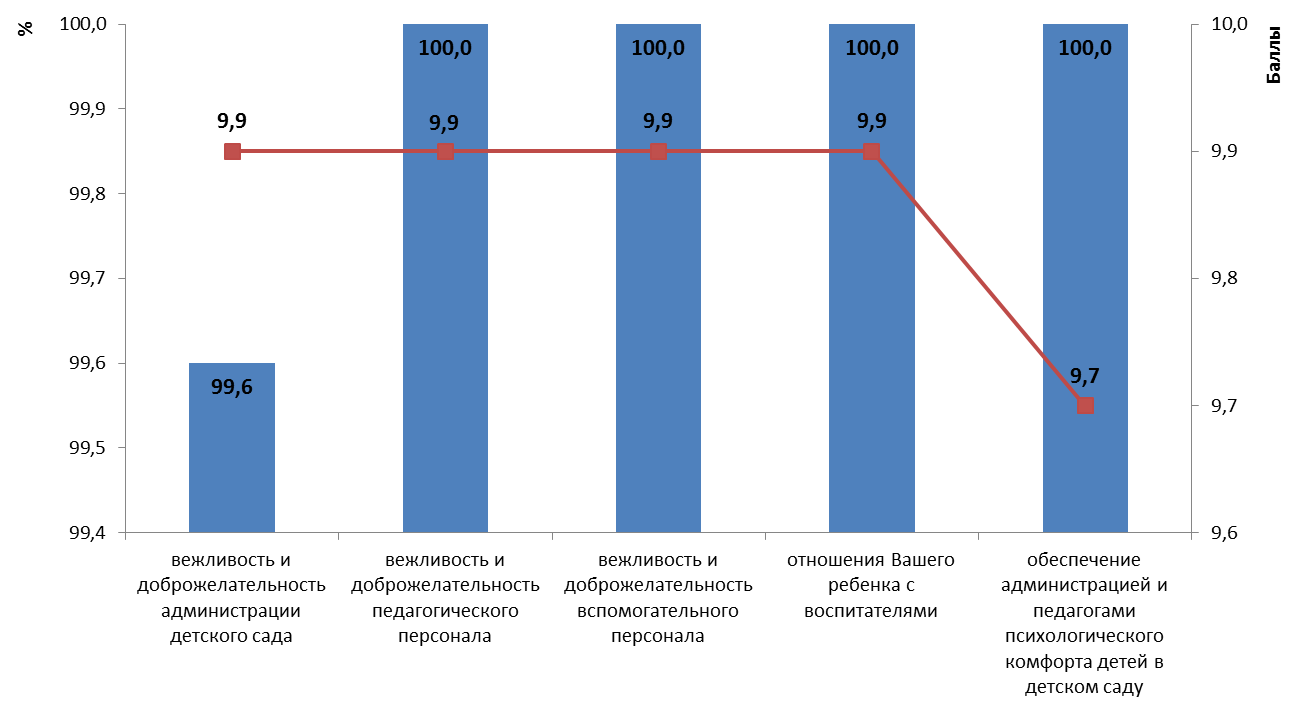 %
100,0
99,9
99,8
99,7
99,6
99,5
99,4
Баллы
10,0
9,9
9,8
9,7
9,6
100,0
100,0
100,0
100,0
99,6
9,9
9,9
9,9
9,9
9,7
вежливость и
доброжелательность
администрации
детского сада
вежливость и
доброжелательность
педагогического
персонала
вежливость и
доброжелательность
вспомогательного
персонала
отношения Вашего
ребенка с
воспитателями
обеспечение
администрацией и
педагогами
психологического
комфорта детей в
детском саду